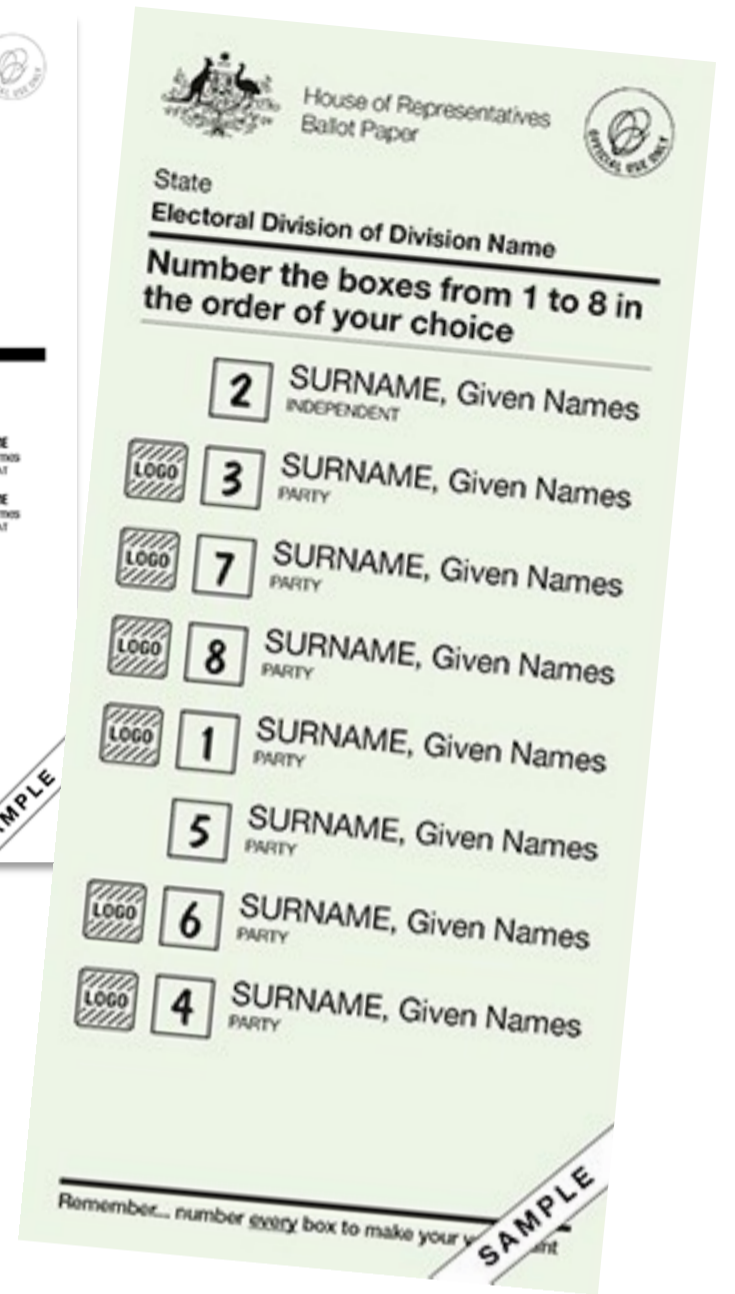 House of Representatives
Ballot Paper
OFFICIAL USE ONLY
State
Electoral Division of Division Name
Number the boxes from 1 to 8 in
the order of your choice
2 SURNAME, Given Names
INDEPENDENT
LOGO 3 SURNAME, Given Names
PARTY
LOGO 7 SURNAME, Given Names
PARTY
LOGO 8 SURNAME, Given Names
PARTY
LOGO 1 SURNAME, Given Names
PARTY
5 SURNAME, Given Names
PARTY
LOGO 6 SURNAME, Given Names
PARTY
LOGO 4 SURNAME, Given Names
PARTY
Remember... number every box to make your
SAMPLE